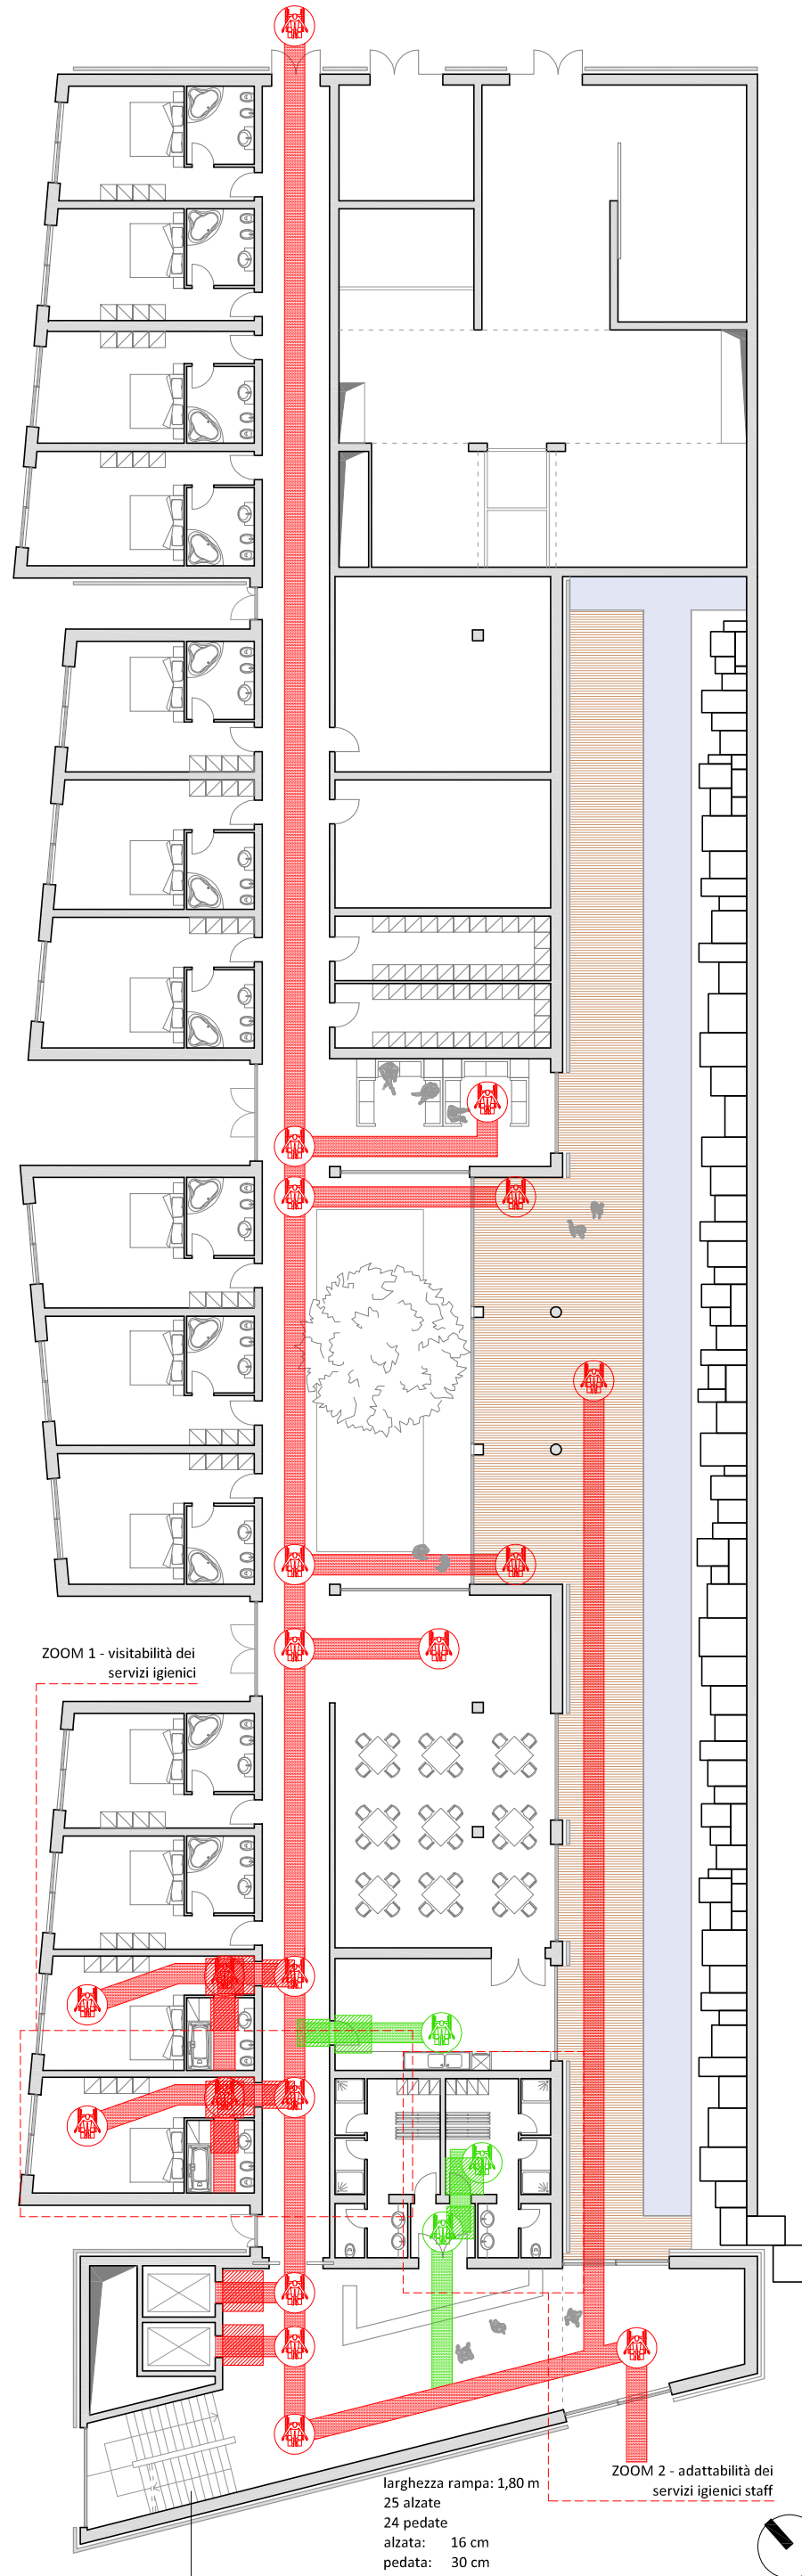 ZOOM 1 - visitabilità dei
servizi igienici
larghezza rampa: 1,80 m
25 alzate
24 pedate
alzata: 16 cm
pedata: 30 cm
ZOOM 2 - adattabilità dei
servizi igienici staff